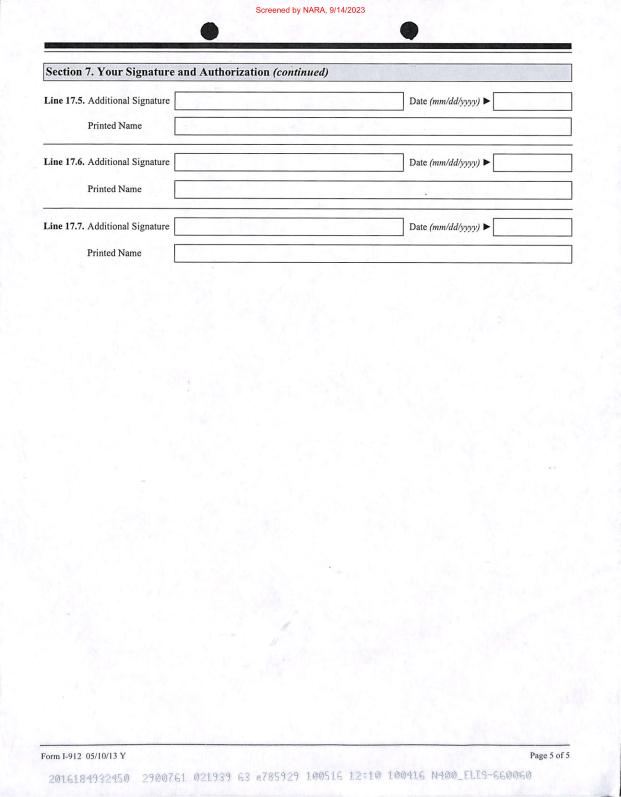 Screened by NARA, 9/14/2023
Section 7. Your Signature and Authorization (continued)
Line 17.5. Additional Signature Date (mm/dd/yyyy) ►
Printed Name
Line 17.6. Additional Signature Date (mm/dd/yyyy) ►
Printed Name
Line 17.7. Additional Signature Date (mm/dd/yyyy) ►
Printed Name
Form I-912 05/10/13 Y Page 5 of 5
2016184932450 2900761 021939 63 e785929 100516 12:10 100416 N400_ELIS-660060